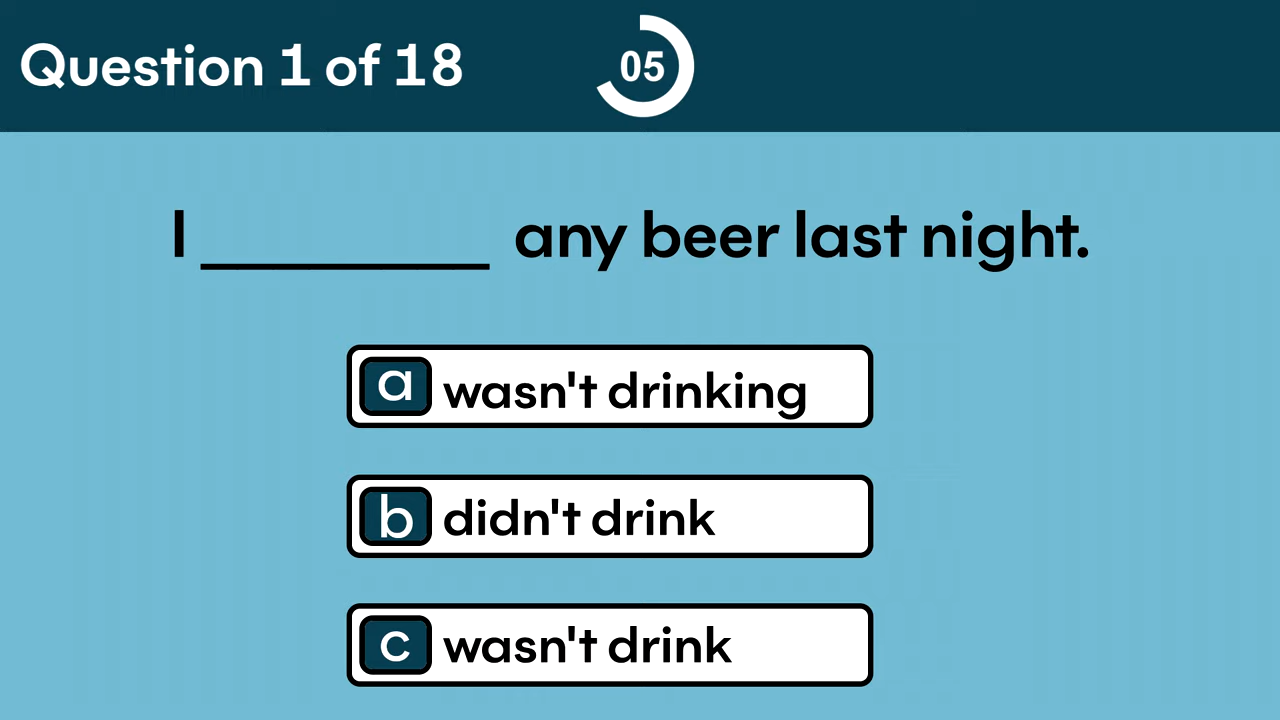 Question 1 of 18
05
I ________ any beer last night.
a wasn't drinking
b didn't drink
c wasn't drink